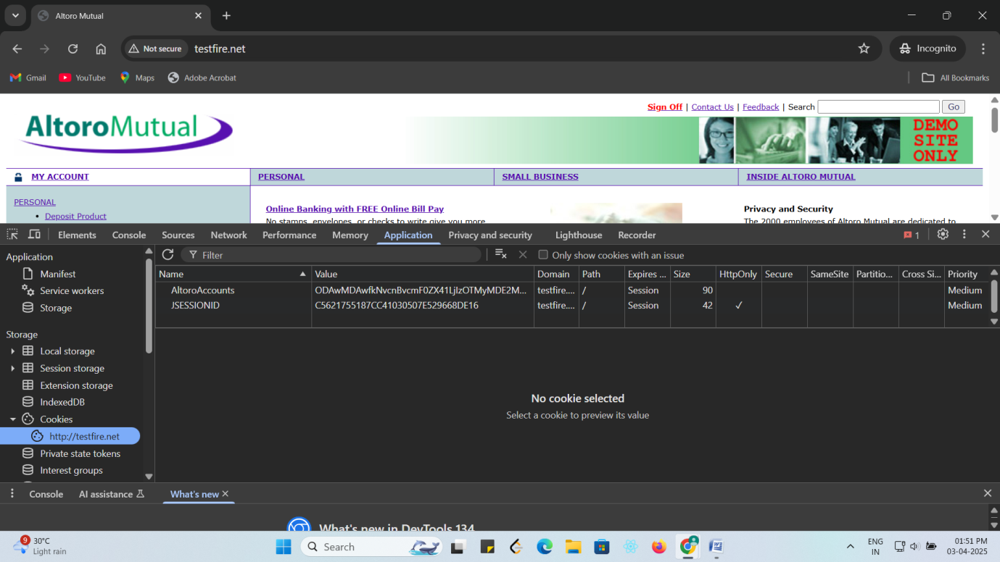 Altoro Mutual
Not secure testfire.net Incognito
Gmail YouTube Maps Adobe Acrobat All Bookmarks
Sign Off | Contact Us | Feedback | Search Go
AltoroMutual
DEMO
SITE
ONLY
MY ACCOUNT PERSONAL SMALL BUSINESS INSIDE ALTORO MUTUAL
PERSONAL
• Deposit Product
Online Banking with FREE Online Bill Pay
No stamps, envelopes, or checks to write give you more
Privacy and Security
The 2000 employees of Altoro Mutual are dedicated to
Elements Console Sources Network Performance Memory Application Privacy and security Lighthouse Recorder 1
Application
Manifest
Service workers
Storage
Storage
Local storage
Session storage
Extension storage
IndexedDB
Cookies
http://testfire.net
Private state tokens
Interest groups
Filter Only show cookies with an issue
Name Value Domain Path Expires ... Size HttpOnly Secure SameSite Partitio... Cross Si... Priority
AltoroAccounts ODAwMDAwfkNvcnBvcmF0ZX41LjIzOTMyMDE2M... testfire.... / Session 90 Medium
JSESSIONID C5621755187CC41030507E529668DE16 testfire.... / Session 42 ✓ Medium
No cookie selected
Select a cookie to preview its value
Console AI assistance What's new
What's new in DevTools 134
9 30°C
Light rain
Search
ENG
IN
01:51 PM
03-04-2025